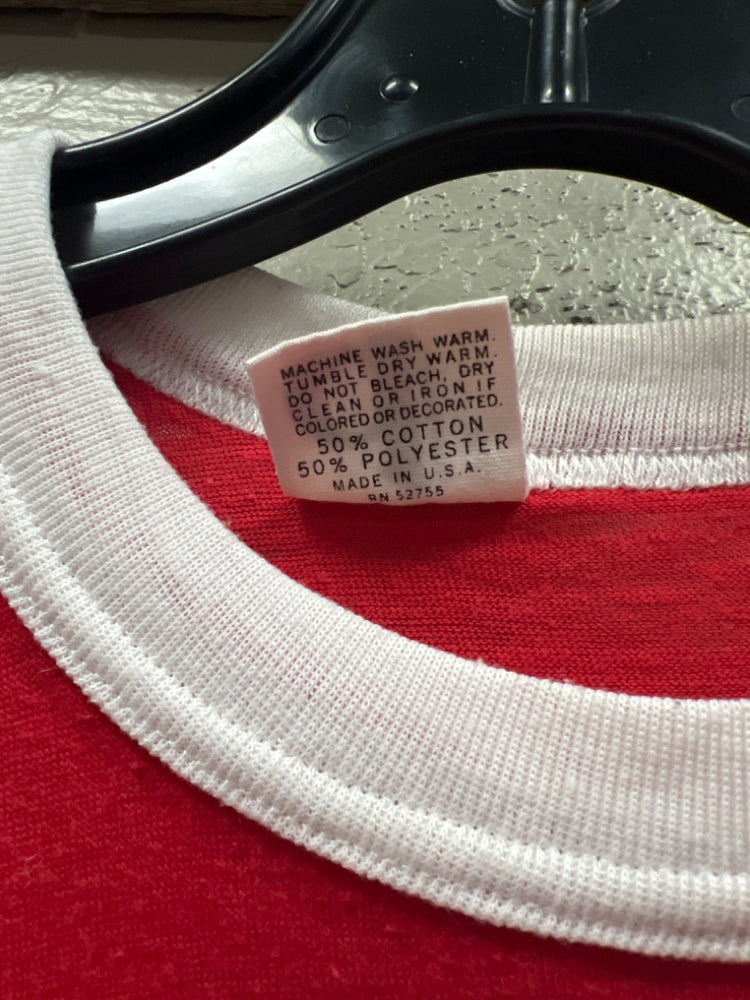 MACHINE WASH WARM.
TUMBLE DRY WARM.
DO NOT BLEACH, DRY
CLEAN OR IRON IF
COLORED OR DECORATED.
50% COTTON
50% POLYESTER
MADE IN U.S.A.
RN 52755